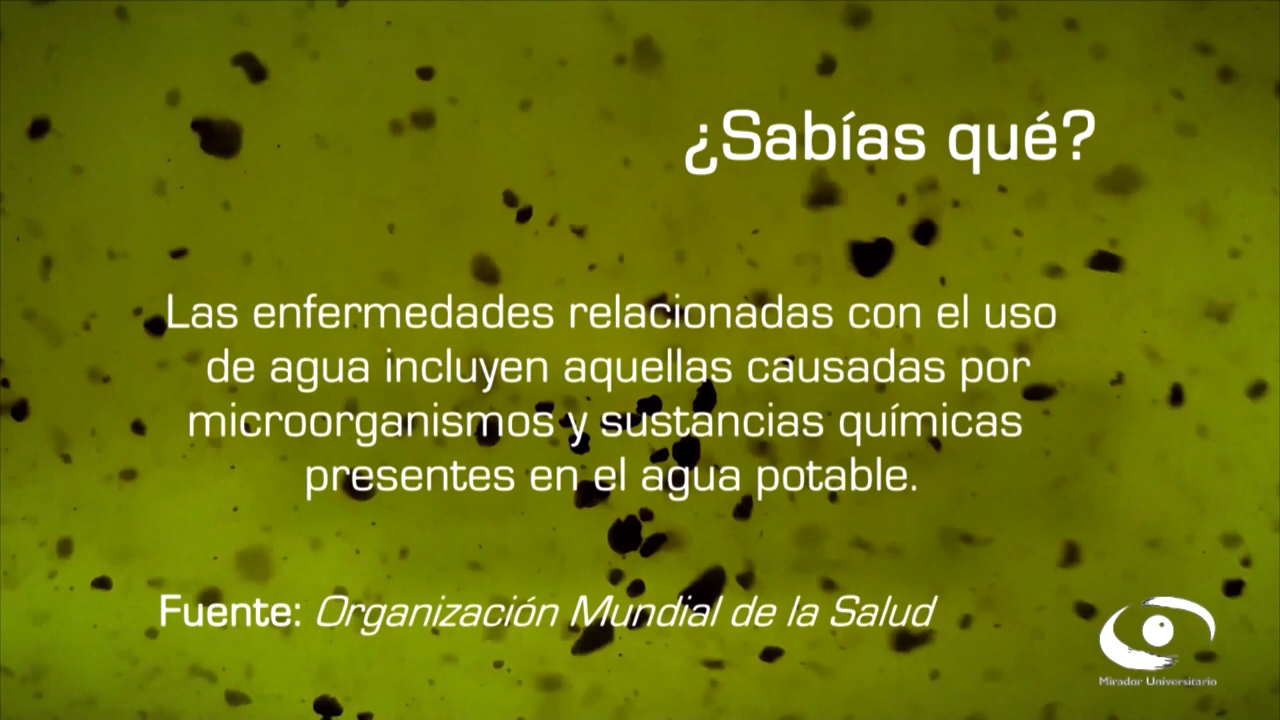 ¿Sabías qué?
Las enfermedades relacionadas con el uso
de agua incluyen aquellas causadas por
microorganismos y sustancias químicas
presentes en el agua potable.
Fuente: Organización Mundial de la Salud
Mirador Universitario